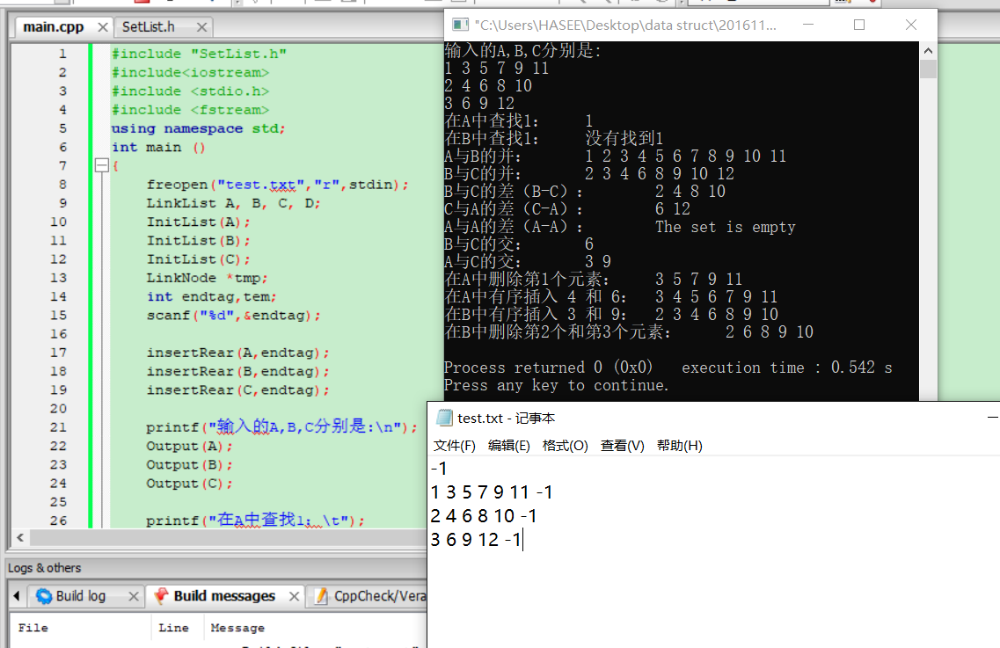 main.cpp
SetList.h
1 #include "SetList.h"
2 #include<iostream>
3 #include <stdio.h>
4 #include <fstream>
5 using namespace std;
6 int main ()
7 {
8 freopen("test.txt","r",stdin);
9 LinkList A, B, C, D;
10 InitList(A);
11 InitList(B);
12 InitList(C);
13 LinkNode *tmp;
14 int endtag,tem;
15 scanf("%d",&endtag);
16
17 insertRear(A,endtag);
18 insertRear(B,endtag);
19 insertRear(C,endtag);
20
21 printf("输入的A,B,C分别是:\n");
22 Output(A);
23 Output(B);
24 Output(C);
25
26 printf("在A中查找1：\t");
Logs & others
Build log
Build messages
CppCheck/Vera
File Line Message
"C:\Users\HASEE\Desktop\data struct\201611...
输入的A,B,C分别是:
1 3 5 7 9 11
2 4 6 8 10
3 6 9 12
在A中查找1： 1
在B中查找1： 没有找到1
A与B的并： 1 2 3 4 5 6 7 8 9 10 11
B与C的并： 2 3 4 6 8 9 10 12
B与C的差（B-C）： 2 4 8 10
C与A的差（C-A）： 6 12
A与A的差（A-A）： The set is empty
B与C的交： 6
A与C的交： 3 9
在A中删除第1个元素： 3 5 7 9 11
在A中有序插入 4 和 6： 3 4 5 6 7 9 11
在B中有序插入 3 和 9： 2 3 4 6 8 9 10
在B中删除第2个和第3个元素： 2 6 8 9 10
Process returned 0 (0x0) execution time : 0.542 s
Press any key to continue.
test.txt - 记事本
文件(F) 编辑(E) 格式(O) 查看(V) 帮助(H)
-1
1 3 5 7 9 11 -1
2 4 6 8 10 -1
3 6 9 12 -1